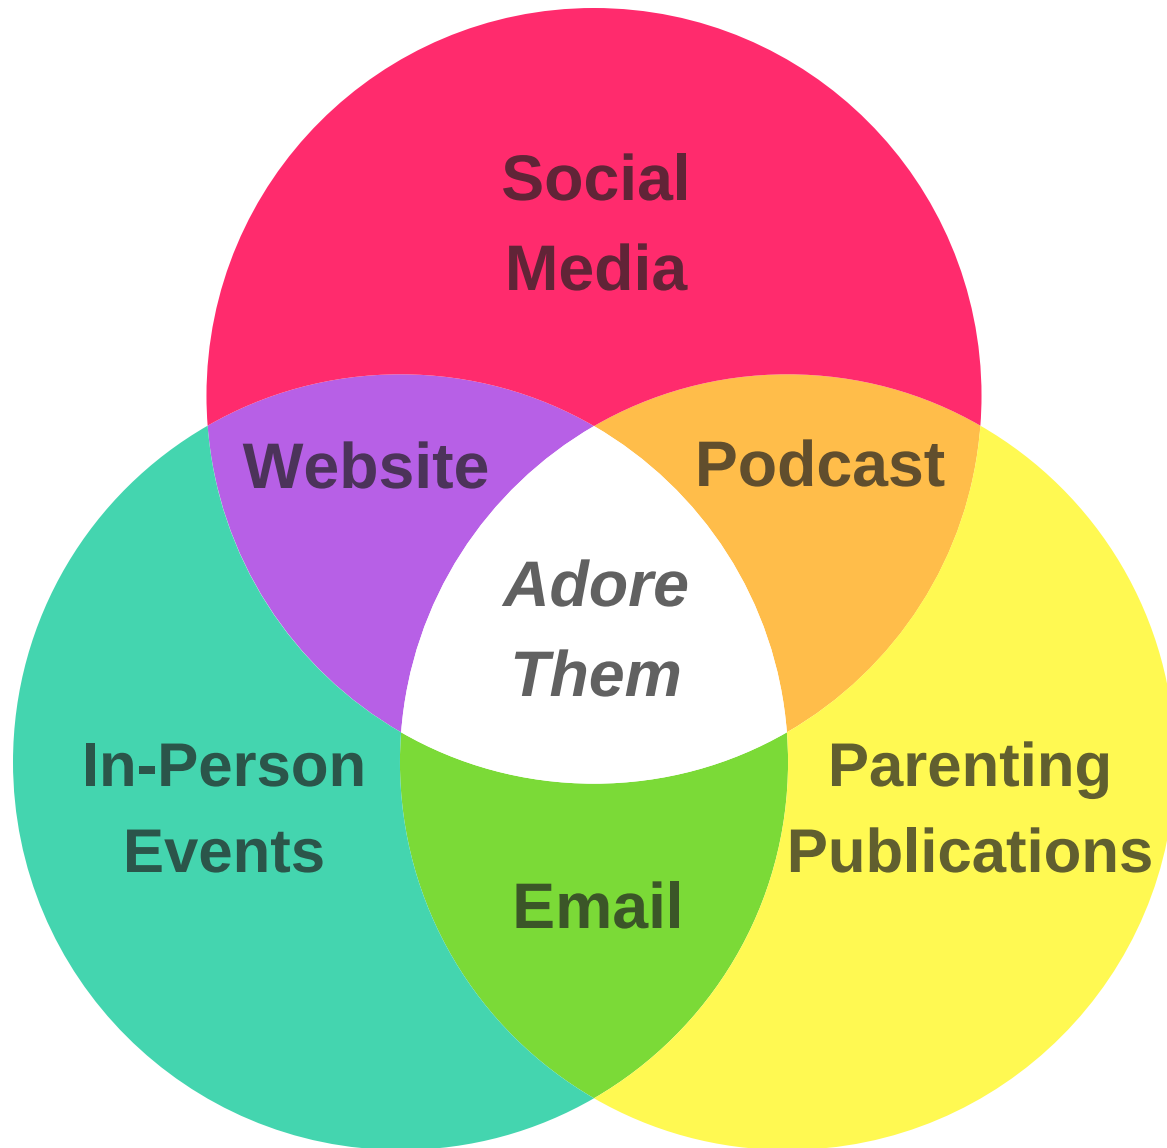 Social
Media
Website
Podcast
Adore
Them
In-Person
Events
Parenting
Publications
Email